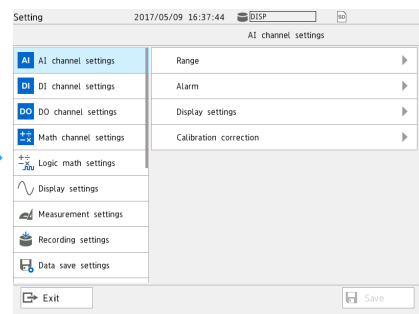 Setting 2017/05/09 16:37:44 DISP SD
AI channel settings
AI AI channel settings
Range
DI DI channel settings
Alarm
DO DO channel settings
Display settings
Math channel settings
Calibration correction
Logic math settings
Display settings
Measurement settings
Recording settings
Data save settings
Exit Save